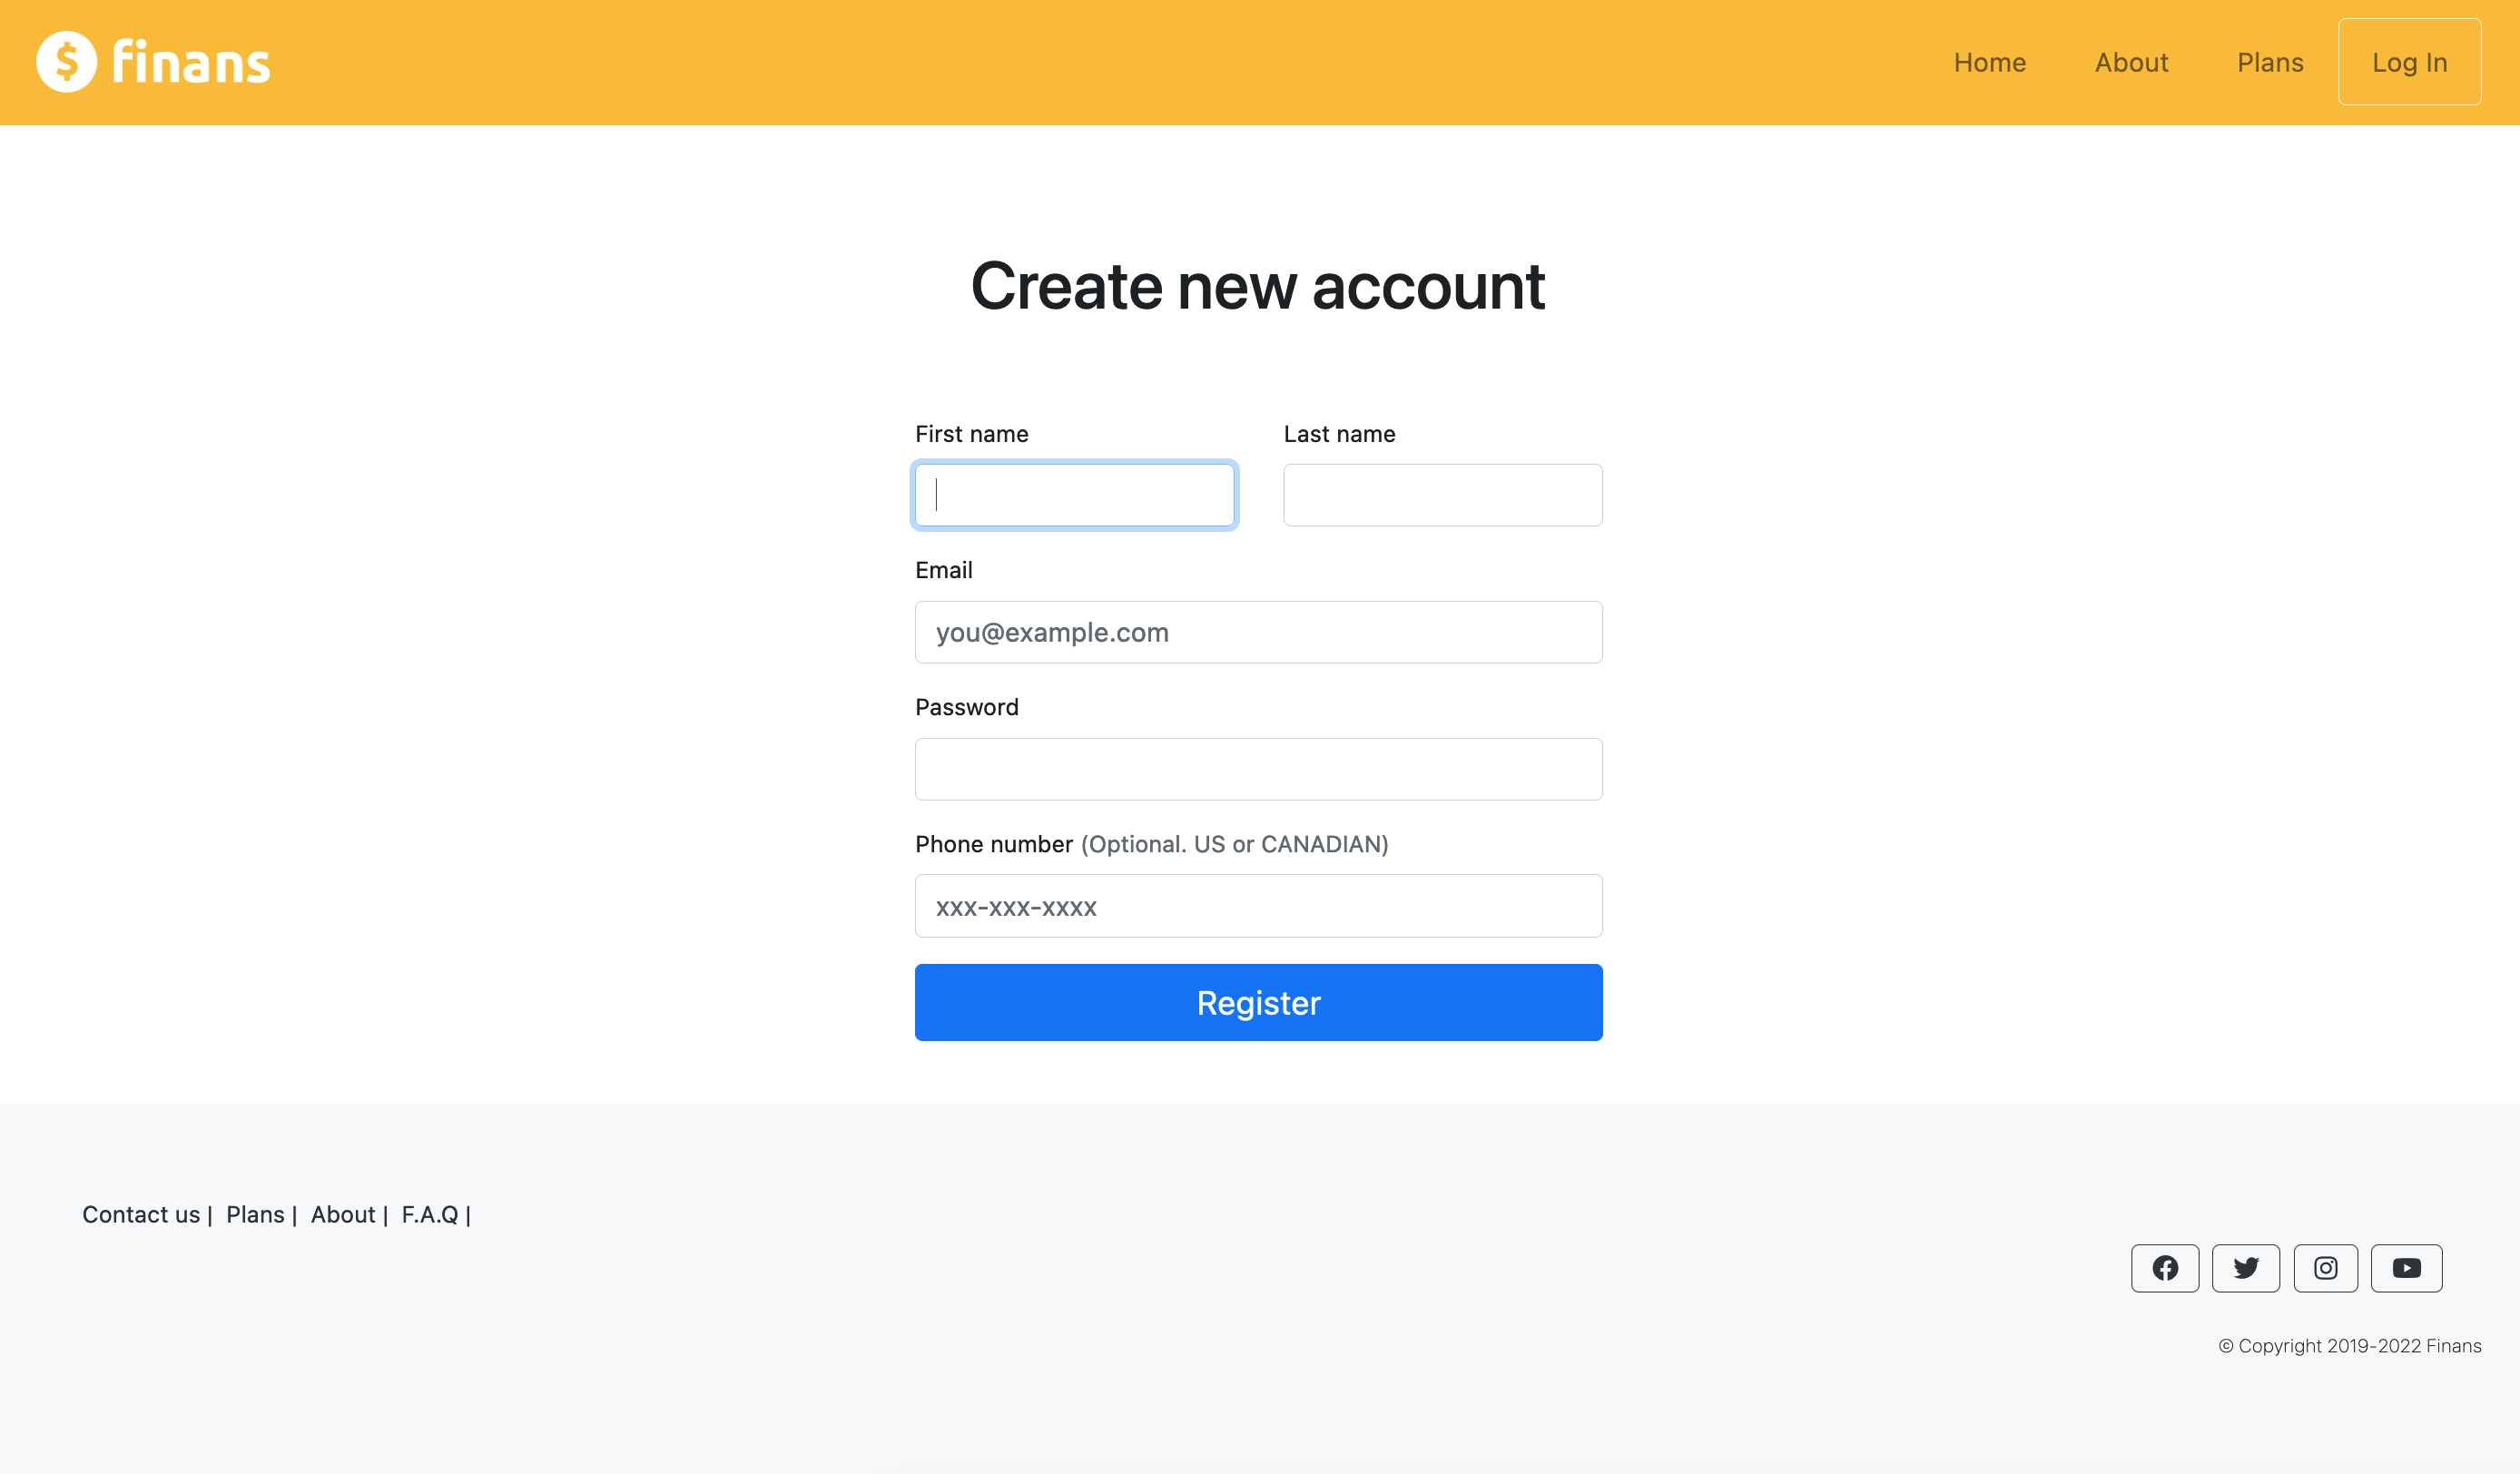 $ finans
Home About Plans Log In
Create new account
First name Last name
Email
you@example.com
Password
Phone number (Optional. US or CANADIAN)
xxx-xxx-xxxx
Register
Contact us | Plans | About | F.A.Q |
© Copyright 2019-2022 Finans